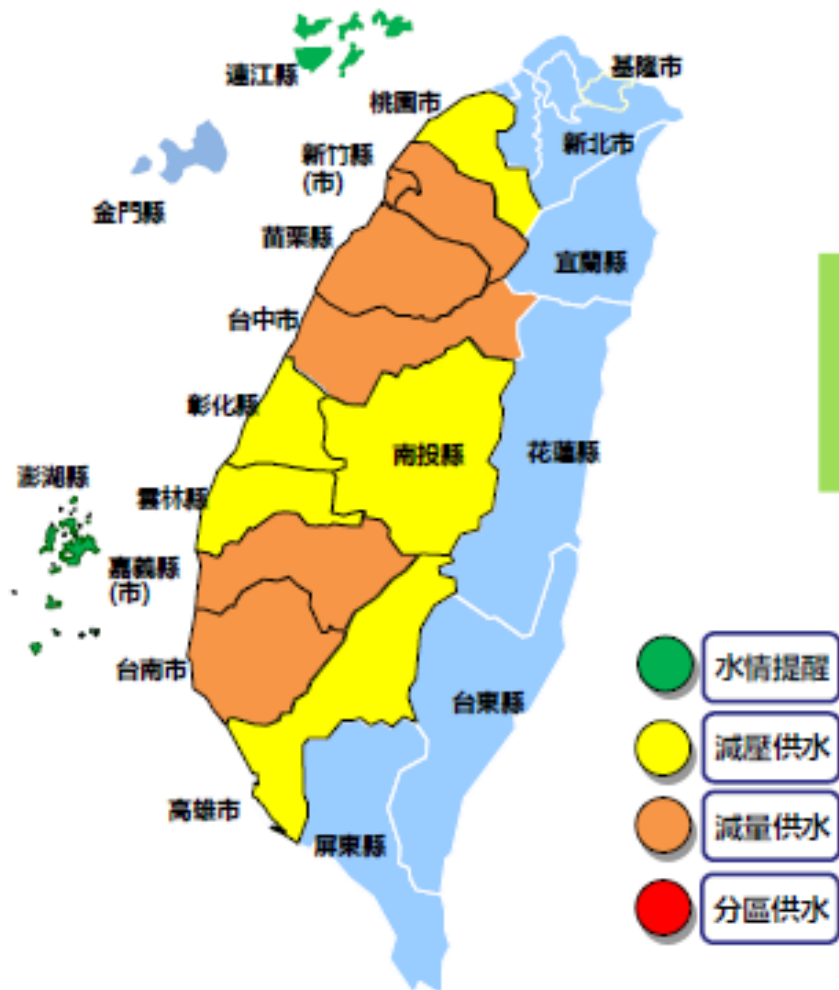 連江縣
基隆市
桃園市
新北市
新竹縣
(市)
金門縣
苗栗縣
宜蘭縣
台中市
彰化縣
南投縣
花蓮縣
澎湖縣
雲林縣
嘉義縣
(市)
台南市
台東縣
高雄市
屏東縣
水情提醒
減壓供水
減量供水
分區供水